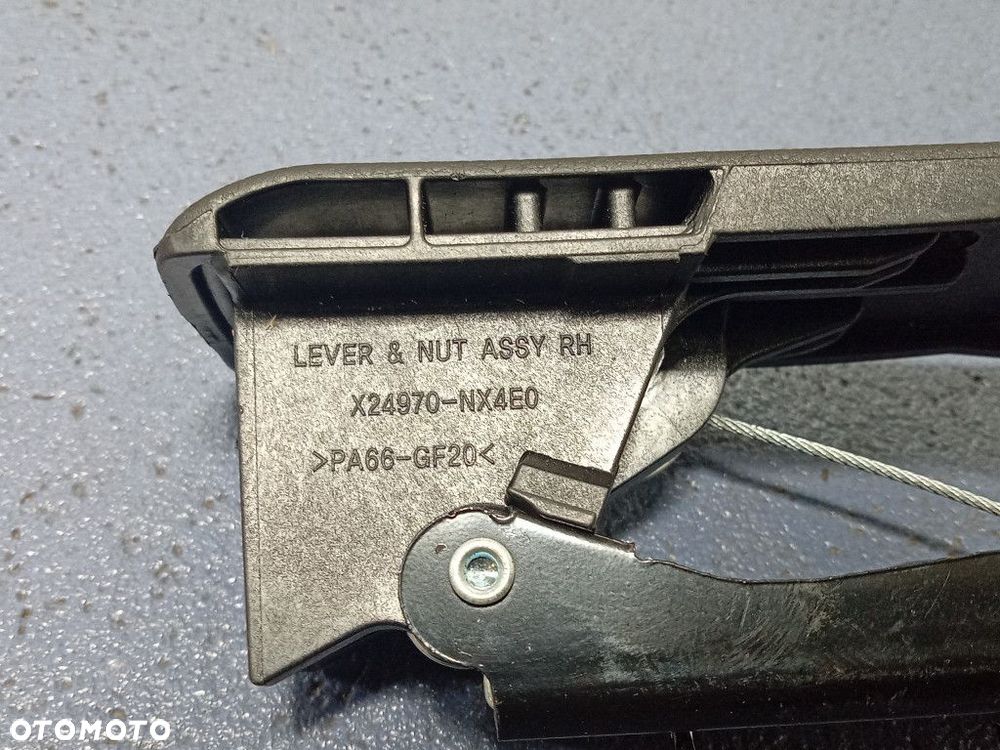 LEVER & NUT ASSY RH
X24970-NX4E0
>PA66-GF20<
OTOMOTO